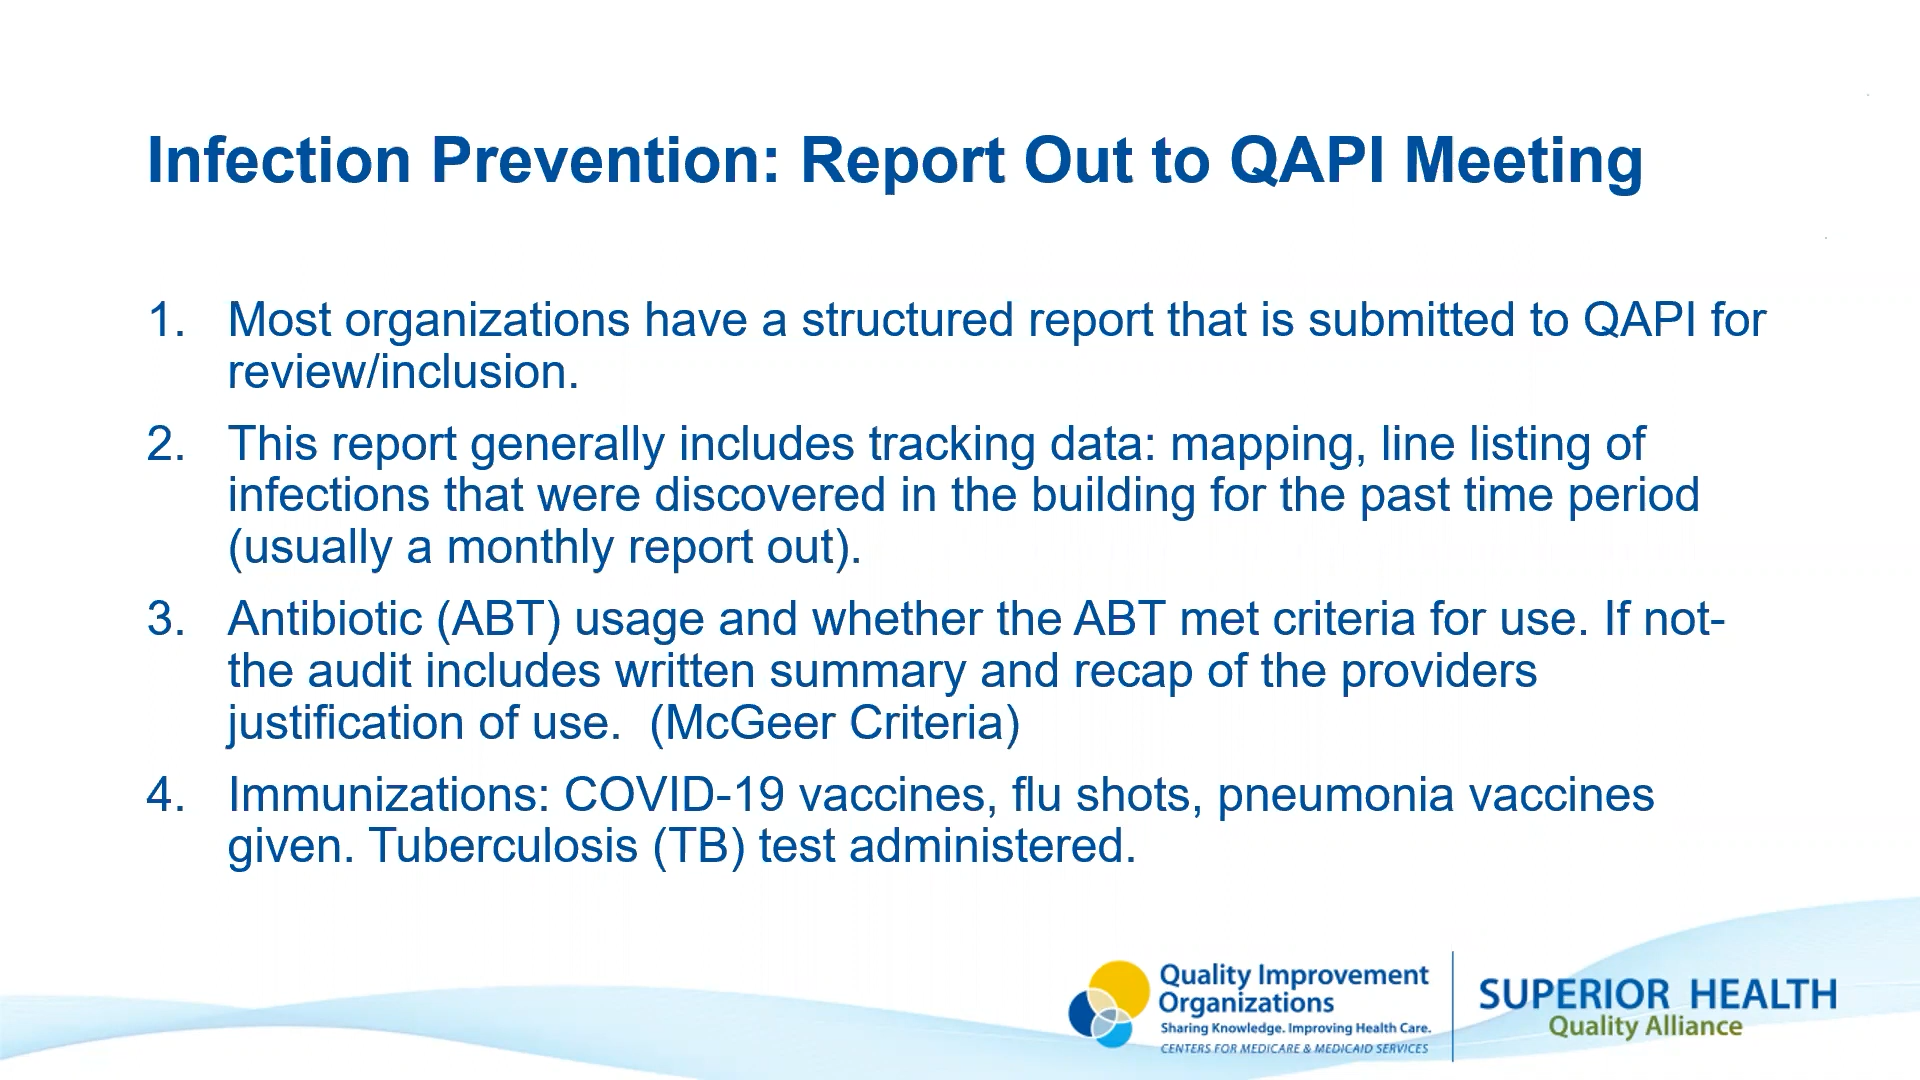 Infection Prevention: Report Out to QAPI Meeting
1. Most organizations have a structured report that is submitted to QAPI for
review/inclusion.
2. This report generally includes tracking data: mapping, line listing of
infections that were discovered in the building for the past time period
(usually a monthly report out).
3. Antibiotic (ABT) usage and whether the ABT met criteria for use. If not-
the audit includes written summary and recap of the providers
justification of use.  (McGeer Criteria)
4. Immunizations: COVID-19 vaccines, flu shots, pneumonia vaccines
given. Tuberculosis (TB) test administered.
Quality Improvement
Organizations
Sharing Knowledge. Improving Health Care.
CENTERS FOR MEDICARE & MEDICAID SERVICES
SUPERIOR HEALTH
Quality Alliance